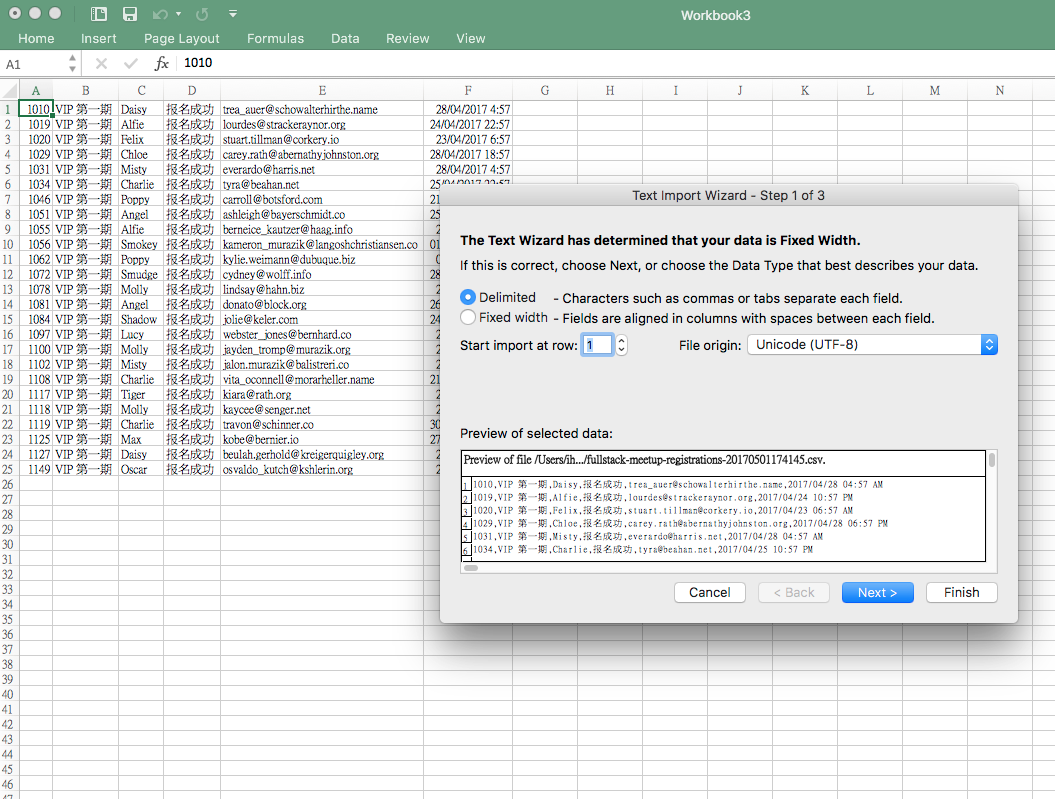 Workbook3
Home Insert Page Layout Formulas Data Review View
A1 fx 1010
A B C D E F G H I J K L M N
1 1010 VIP 第一期 Daisy 报名成功 trea_auer@schowalterhirthe.name 28/04/2017 4:57
2 1019 VIP 第一期 Alfie 报名成功 lourdes@strackeraynor.org 24/04/2017 22:57
3 1020 VIP 第一期 Felix 报名成功 stuart.tillman@corkery.io 23/04/2017 6:57
4 1029 VIP 第一期 Chloe 报名成功 carey.rath@abernathyjohnston.org 28/04/2017 18:57
5 1031 VIP 第一期 Misty 报名成功 everardo@harris.net 28/04/2017 4:57
6 1034 VIP 第一期 Charlie 报名成功 tyra@beahan.net 25/04/2017 22:57
7 1046 VIP 第一期 Poppy 报名成功 carroll@botsford.com 21
8 1051 VIP 第一期 Angel 报名成功 ashleigh@bayerschmidt.co 25
9 1055 VIP 第一期 Alfie 报名成功 berneice_kautzer@haag.info 2
10 1056 VIP 第一期 Smokey 报名成功 kameron_murazik@langoshchristiansen.co 01
11 1062 VIP 第一期 Poppy 报名成功 kylie.weimann@dubuque.biz 0
12 1072 VIP 第一期 Smudge 报名成功 cydney@wolff.info 28
13 1078 VIP 第一期 Molly 报名成功 lindsay@hahn.biz 2
14 1081 VIP 第一期 Angel 报名成功 donato@block.org 26
15 1084 VIP 第一期 Shadow 报名成功 jolie@keler.com 24
16 1097 VIP 第一期 Lucy 报名成功 webster_jones@bernhard.co 2
17 1100 VIP 第一期 Molly 报名成功 jayden_tromp@murazik.org 2
18 1102 VIP 第一期 Misty 报名成功 jalon.murazik@balistreri.co 2
19 1108 VIP 第一期 Charlie 报名成功 vita_oconnell@morarheller.name 21
20 1117 VIP 第一期 Tiger 报名成功 kiara@rath.org 2
21 1118 VIP 第一期 Molly 报名成功 kaycee@senger.net 2
22 1119 VIP 第一期 Charlie 报名成功 travon@schinner.co 30
23 1125 VIP 第一期 Max 报名成功 kobe@bernier.io 27
24 1127 VIP 第一期 Daisy 报名成功 beulah.gerhold@kreigerquigley.org 2
25 1149 VIP 第一期 Oscar 报名成功 osvaldo_kutch@kshlerin.org 2
26
27
28
29
30
31
32
33
34
35
36
37
38
39
40
41
42
43
44
45
46
47
Text Import Wizard - Step 1 of 3
The Text Wizard has determined that your data is Fixed Width.
If this is correct, choose Next, or choose the Data Type that best describes your data.
Delimited - Characters such as commas or tabs separate each field.
Fixed width - Fields are aligned in columns with spaces between each field.
Start import at row: 1 File origin: Unicode (UTF-8)
Preview of selected data:
Preview of file /Users/ih.../fullstack-meetup-registrations-20170501174145.csv.
1 1010,VIP 第一期,Daisy,报名成功,trea_auer@schowalterhirthe.name,2017/04/28 04:57 AM
2 1019,VIP 第一期,Alfie,报名成功,lourdes@strackeraynor.org,2017/04/24 10:57 PM
3 1020,VIP 第一期,Felix,报名成功,stuart.tillman@corkery.io,2017/04/23 06:57 AM
4 1029,VIP 第一期,Chloe,报名成功,carey.rath@abernathyjohnston.org,2017/04/28 06:57 PM
5 1031,VIP 第一期,Misty,报名成功,everardo@harris.net,2017/04/28 04:57 AM
6 1034,VIP 第一期,Charlie,报名成功,tyra@beahan.net,2017/04/25 10:57 PM
Cancel < Back Next > Finish